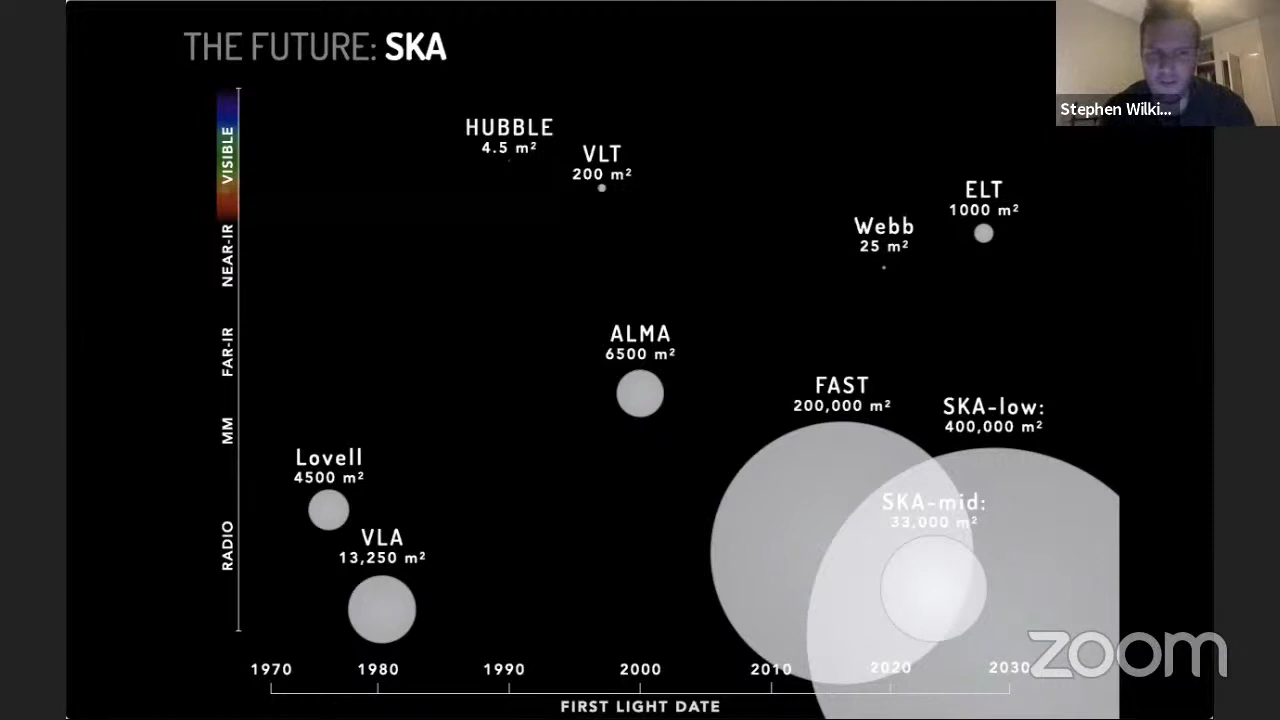 THE FUTURE: SKA
Stephen Wilki...
HUBBLE
4.5 m²
VLT
200 m²
ELT
1000 m²
Webb
25 m²
ALMA
6500 m²
FAST
200,000 m²
SKA-low:
400,000 m²
Lovell
4500 m²
SKA-mid:
33,000 m²
VLA
13,250 m²
VISIBLE
NEAR-IR
FAR-IR
MM
RADIO
1970 1980 1990 2000 2010 2020 2030
FIRST LIGHT DATE
zoom